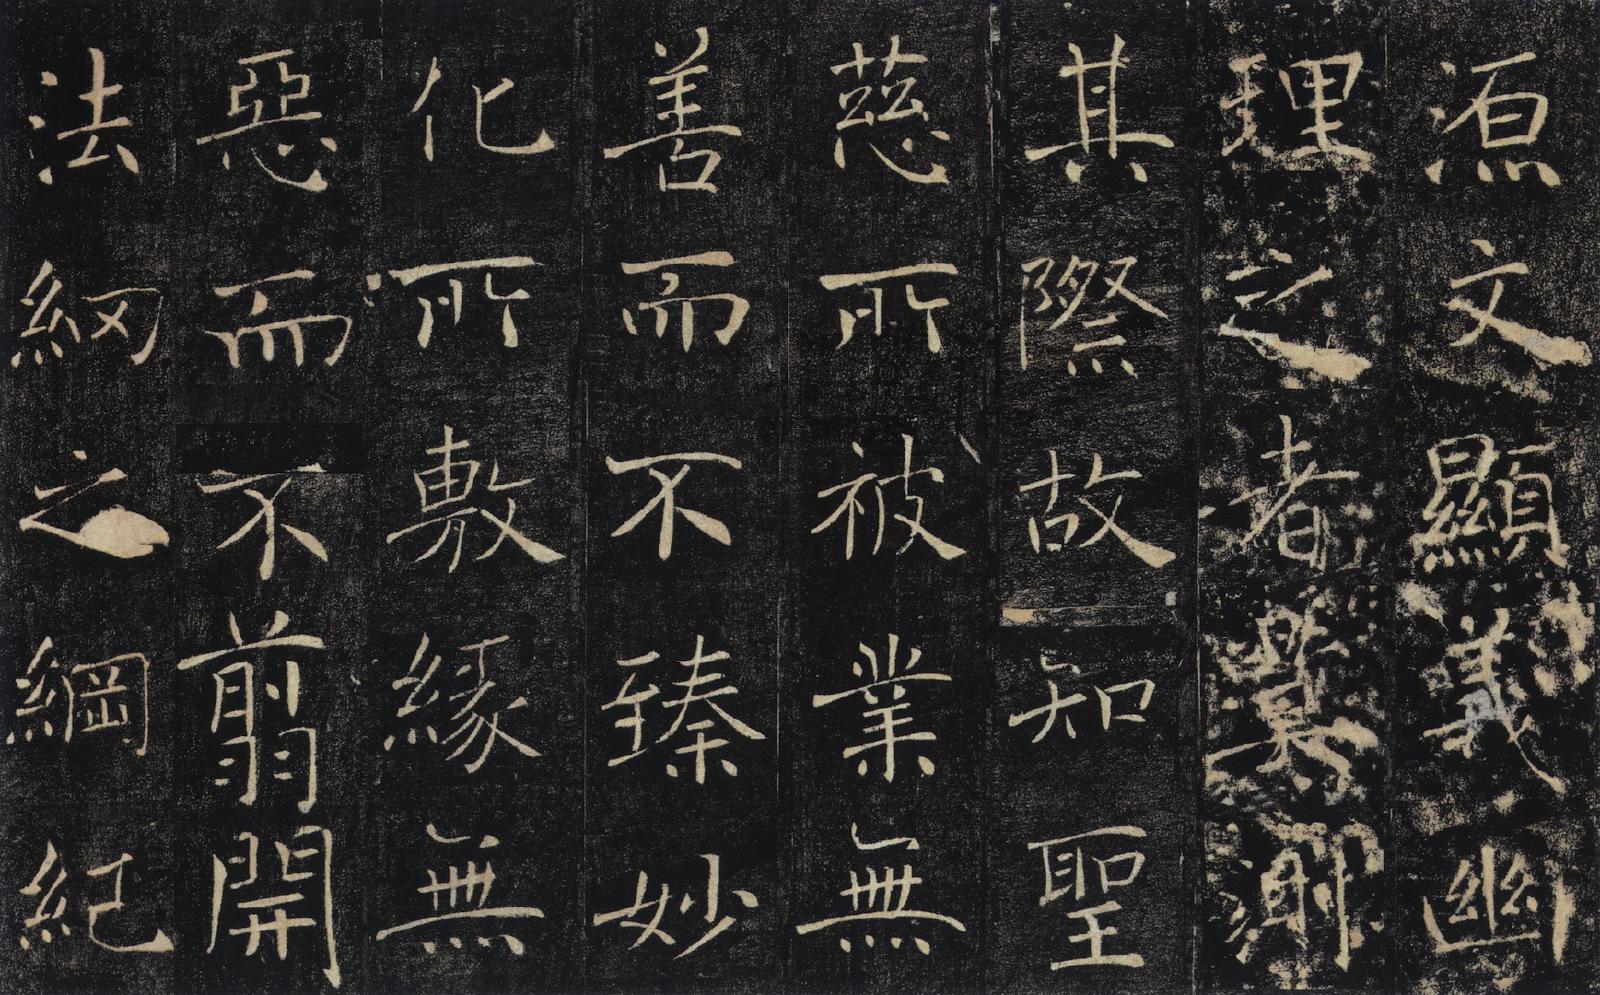 源文顯義幽
理之者莫測
其際故知聖
慈所被業無
善而不臻妙
化所敷緣無
惡而不翦開
法網之綱紀